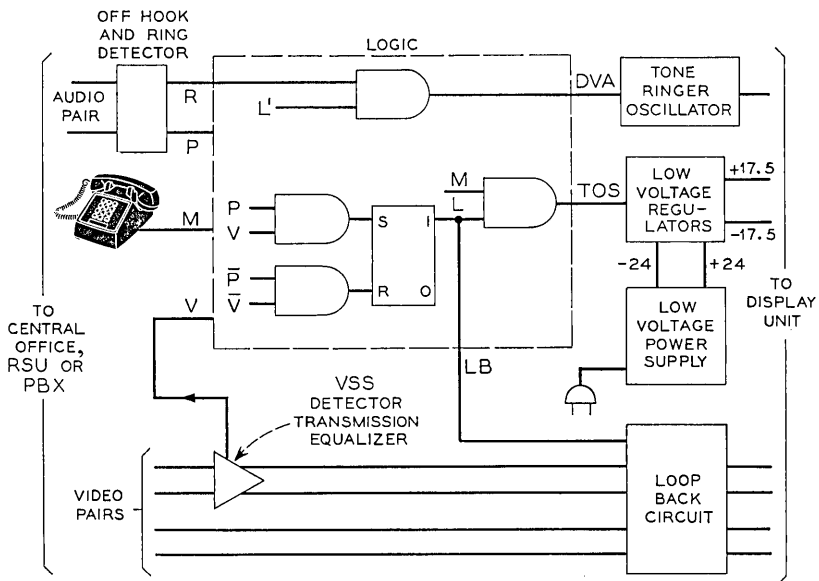 OFF HOOK
AND RING
DETECTOR
LOGIC
AUDIO
PAIR
R
P
L'
DVA
TONE
RINGER
OSCILLATOR
M
P
V
P̅
V̅
S
R
1
0
M
L
TOS
LOW
VOLTAGE
REGU-
LATORS
+17.5
-17.5
-24
+24
LOW
VOLTAGE
POWER
SUPPLY
V
TO
CENTRAL
OFFICE,
RSU OR
PBX
TO
DISPLAY
UNIT
LB
VSS
DETECTOR
TRANSMISSION
EQUALIZER
VIDEO
PAIRS
LOOP
BACK
CIRCUIT